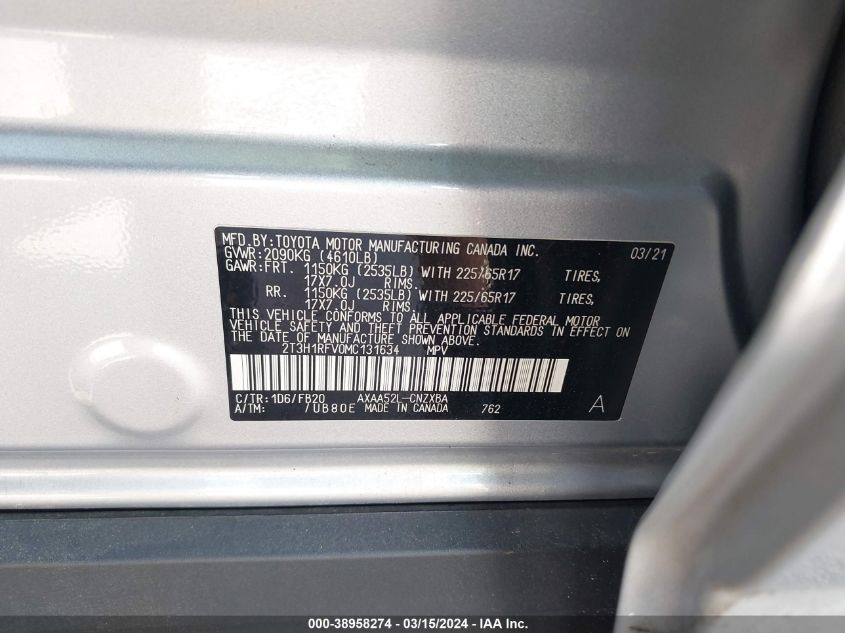 MFD.BY:TOYOTA MOTOR MANUFACTURING CANADA INC. 03/21
GVWR:2090KG (4610LB)
GAWR:FRT. 1150KG (2535LB) WITH 225/65R17 TIRES,
17X7.0J RIMS.
RR. 1150KG (2535LB) WITH 225/65R17 TIRES,
17X7.0J RIMS.
THIS VEHICLE CONFORMS TO ALL APPLICABLE FEDERAL MOTOR
VEHICLE SAFETY AND THEFT PREVENTION STANDARDS IN EFFECT ON
THE DATE OF MANUFACTURE SHOWN ABOVE.
2T3H1RFV0MC131634 MPV
C/TR:1D6/FB20 AXAA52L-CNZXBA
A/TM: /UB80E MADE IN CANADA 762 A
000-38958274 - 03/15/2024 - IAAI.com